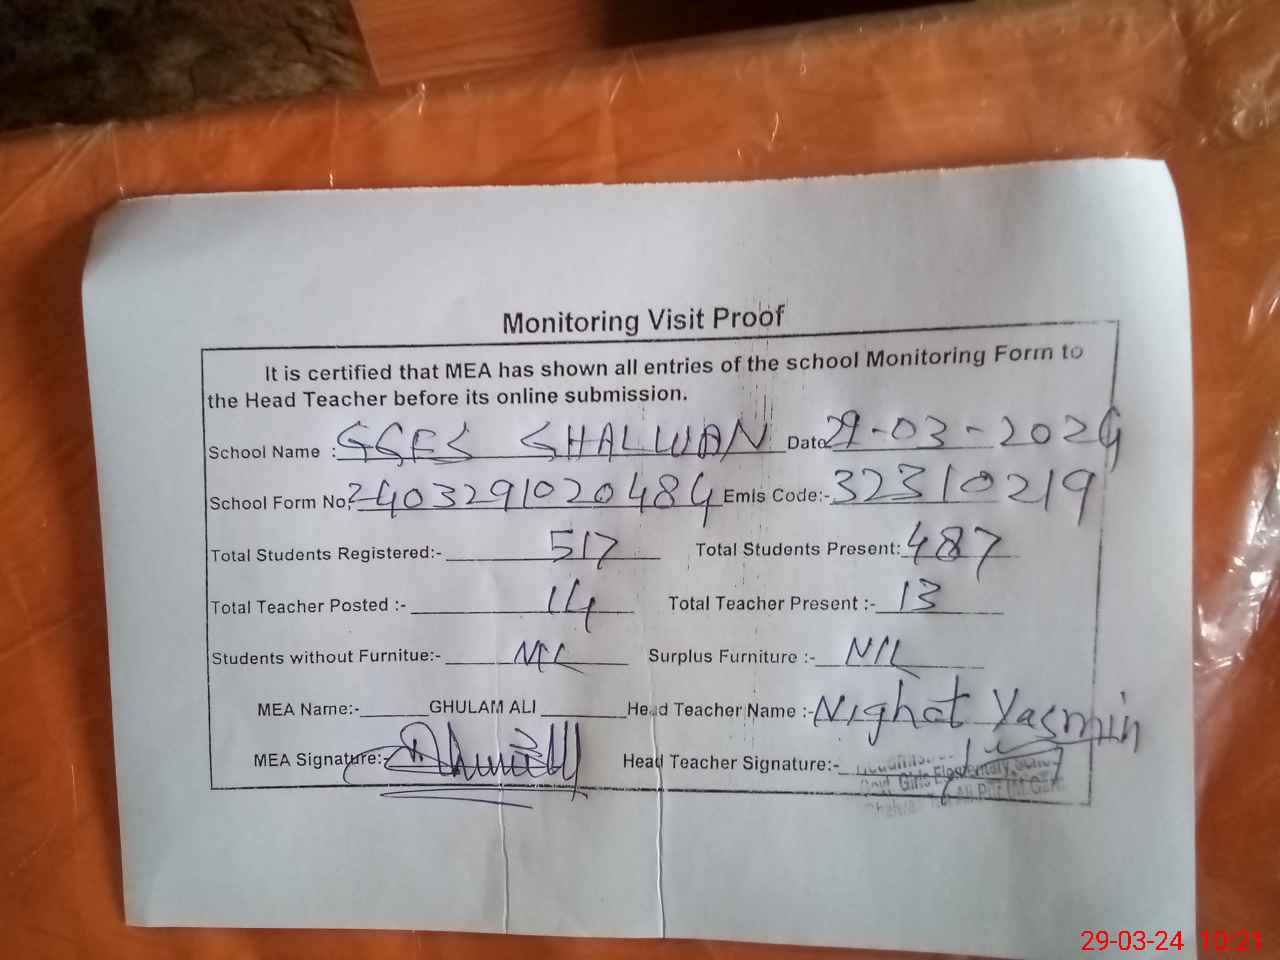 Monitoring Visit Proof
It is certified that MEA has shown all entries of the school Monitoring Form to
the Head Teacher before its online submission.
School Name : GGES SHALWAN Date 29-03-2024
School Form No:- 2403291020484 Emis Code:- 32310219
Total Students Registered:- 517 Total Students Present: 487
Total Teacher Posted :- 14 Total Teacher Present :- 13
Students without Furnitue:- NIL Surplus Furniture :- NIL
MEA Name:- GHULAM ALI Head Teacher Name :- Nighat Yasmin
MEA Signature:- Head Teacher Signature:-
Govt. Girls Elementary
29-03-24 10:21